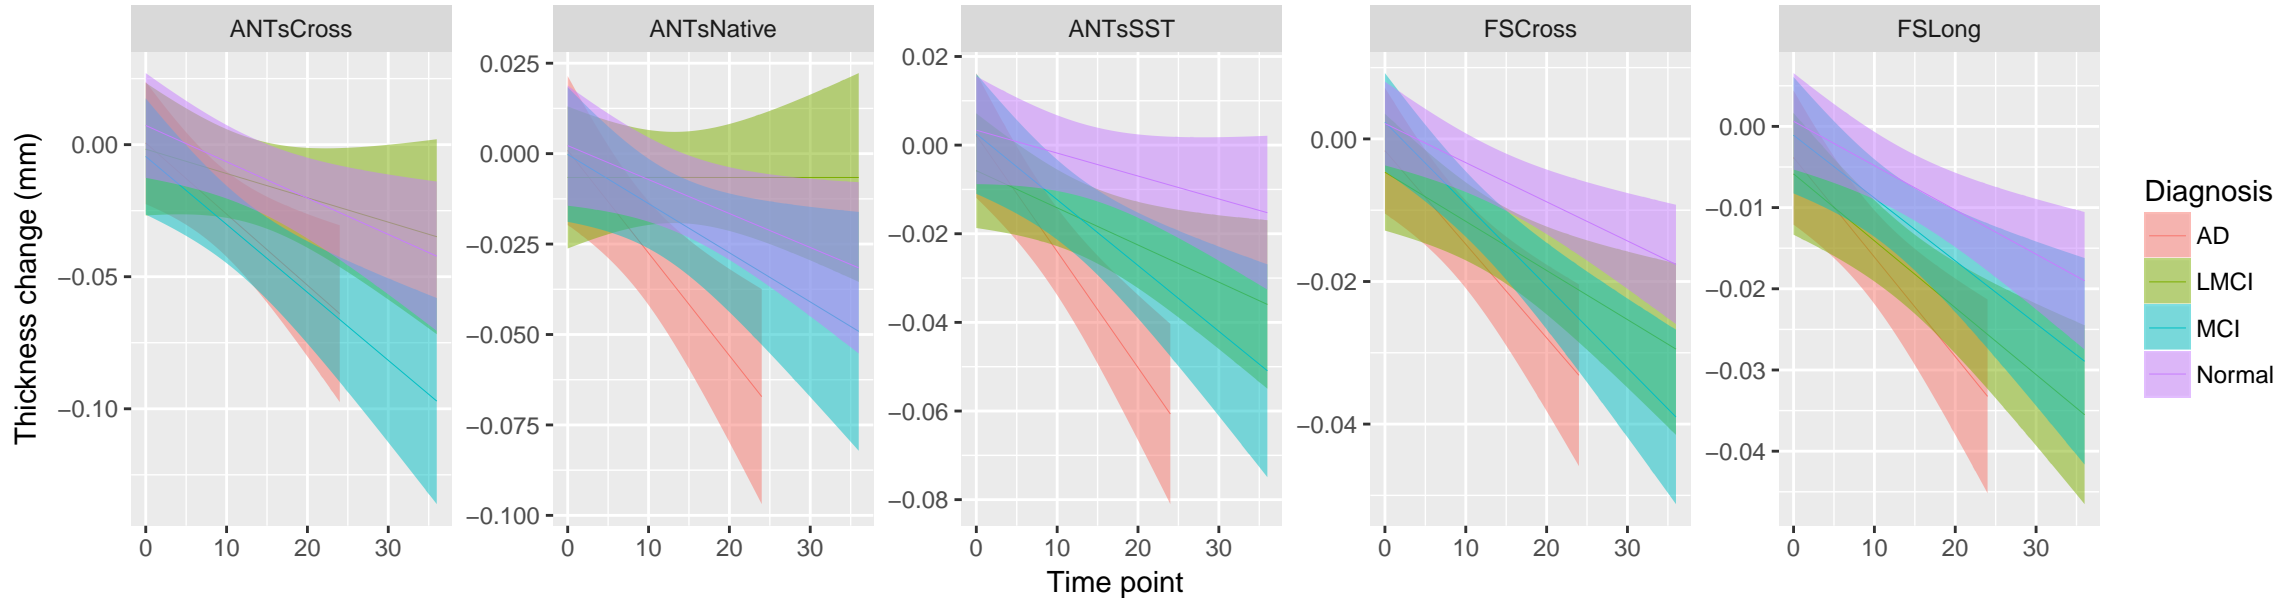 ANTsCross ANTsNative ANTsSST FSCross FSLong
Thickness change (mm)
0.00
−0.05
−0.10
0 10 20 30
0.025
0.000
−0.025
−0.050
−0.075
−0.100
0 10 20 30
0.02
0.00
−0.02
−0.04
−0.06
−0.08
0 10 20 30
0.00
−0.02
−0.04
0 10 20 30
0.00
−0.01
−0.02
−0.03
−0.04
0 10 20 30
Time point
Diagnosis
AD
LMCI
MCI
Normal